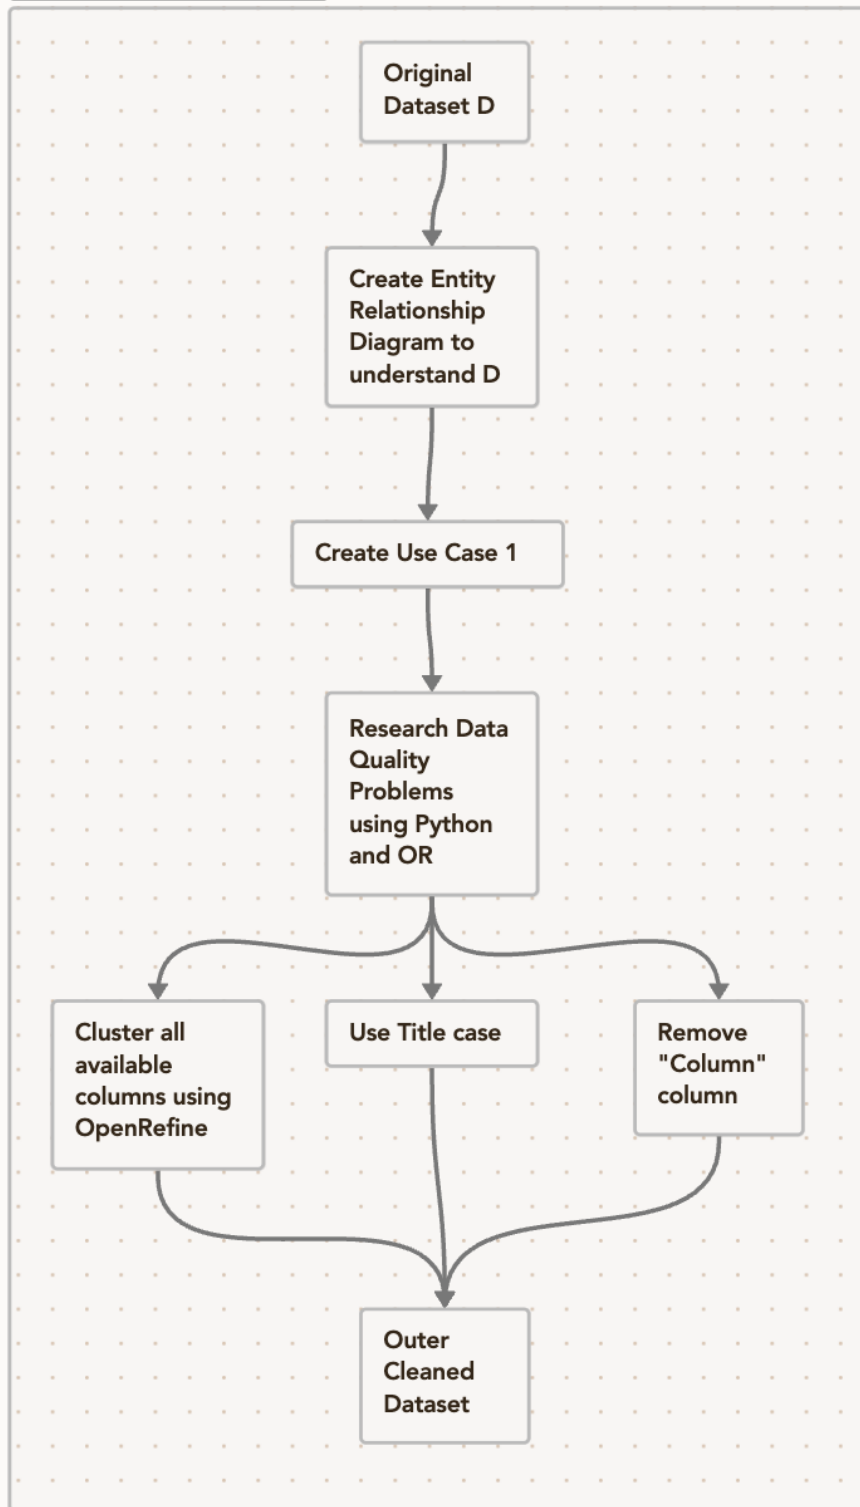 Original
Dataset D
Create Entity
Relationship
Diagram to
understand D
Create Use Case 1
Research Data
Quality
Problems
using Python
and OR
Cluster all
available
columns using
OpenRefine
Use Title case
Remove
"Column"
column
Outer
Cleaned
Dataset